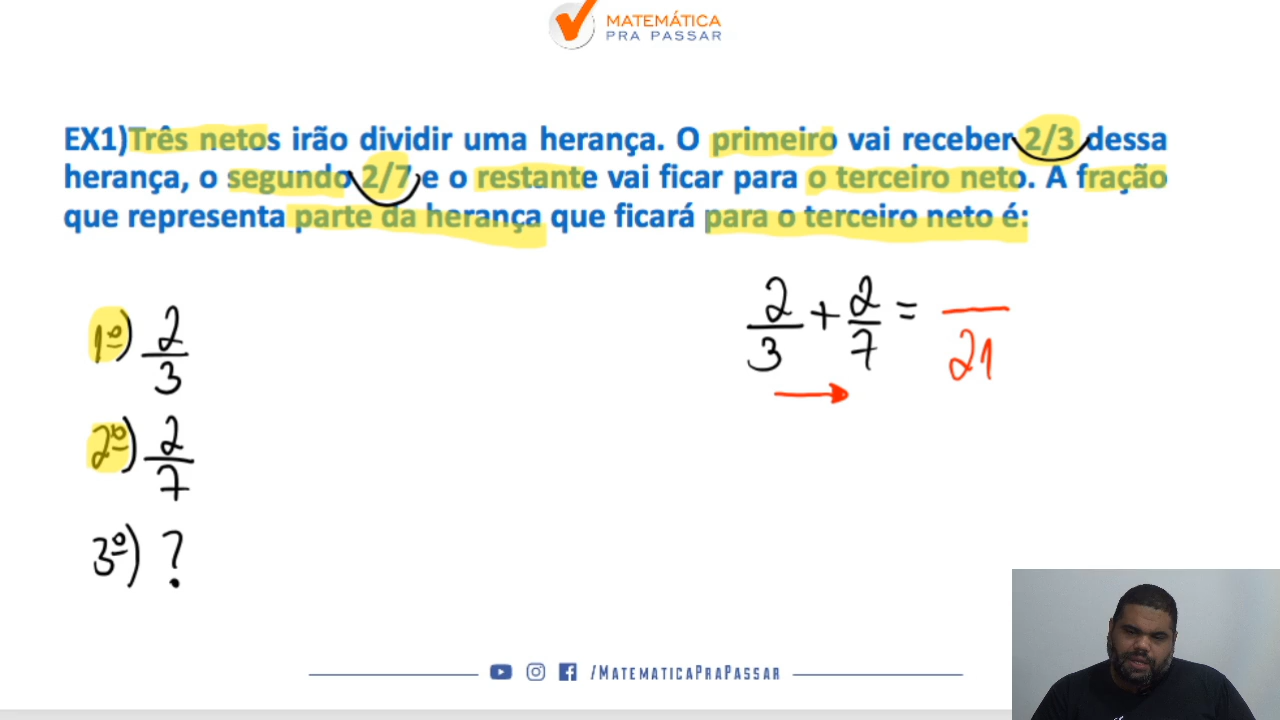 MATEMÁTICA
PRA PASSAR
EX1)Três netos irão dividir uma herança. O primeiro vai receber 2/3 dessa
herança, o segundo 2/7 e o restante vai ficar para o terceiro neto. A fração
que representa parte da herança que ficará para o terceiro neto é:
1º) 2/3
2º) 2/7
3º) ?
2/3 + 2/7 = /21
/MATEMATICAPRAPASSAR